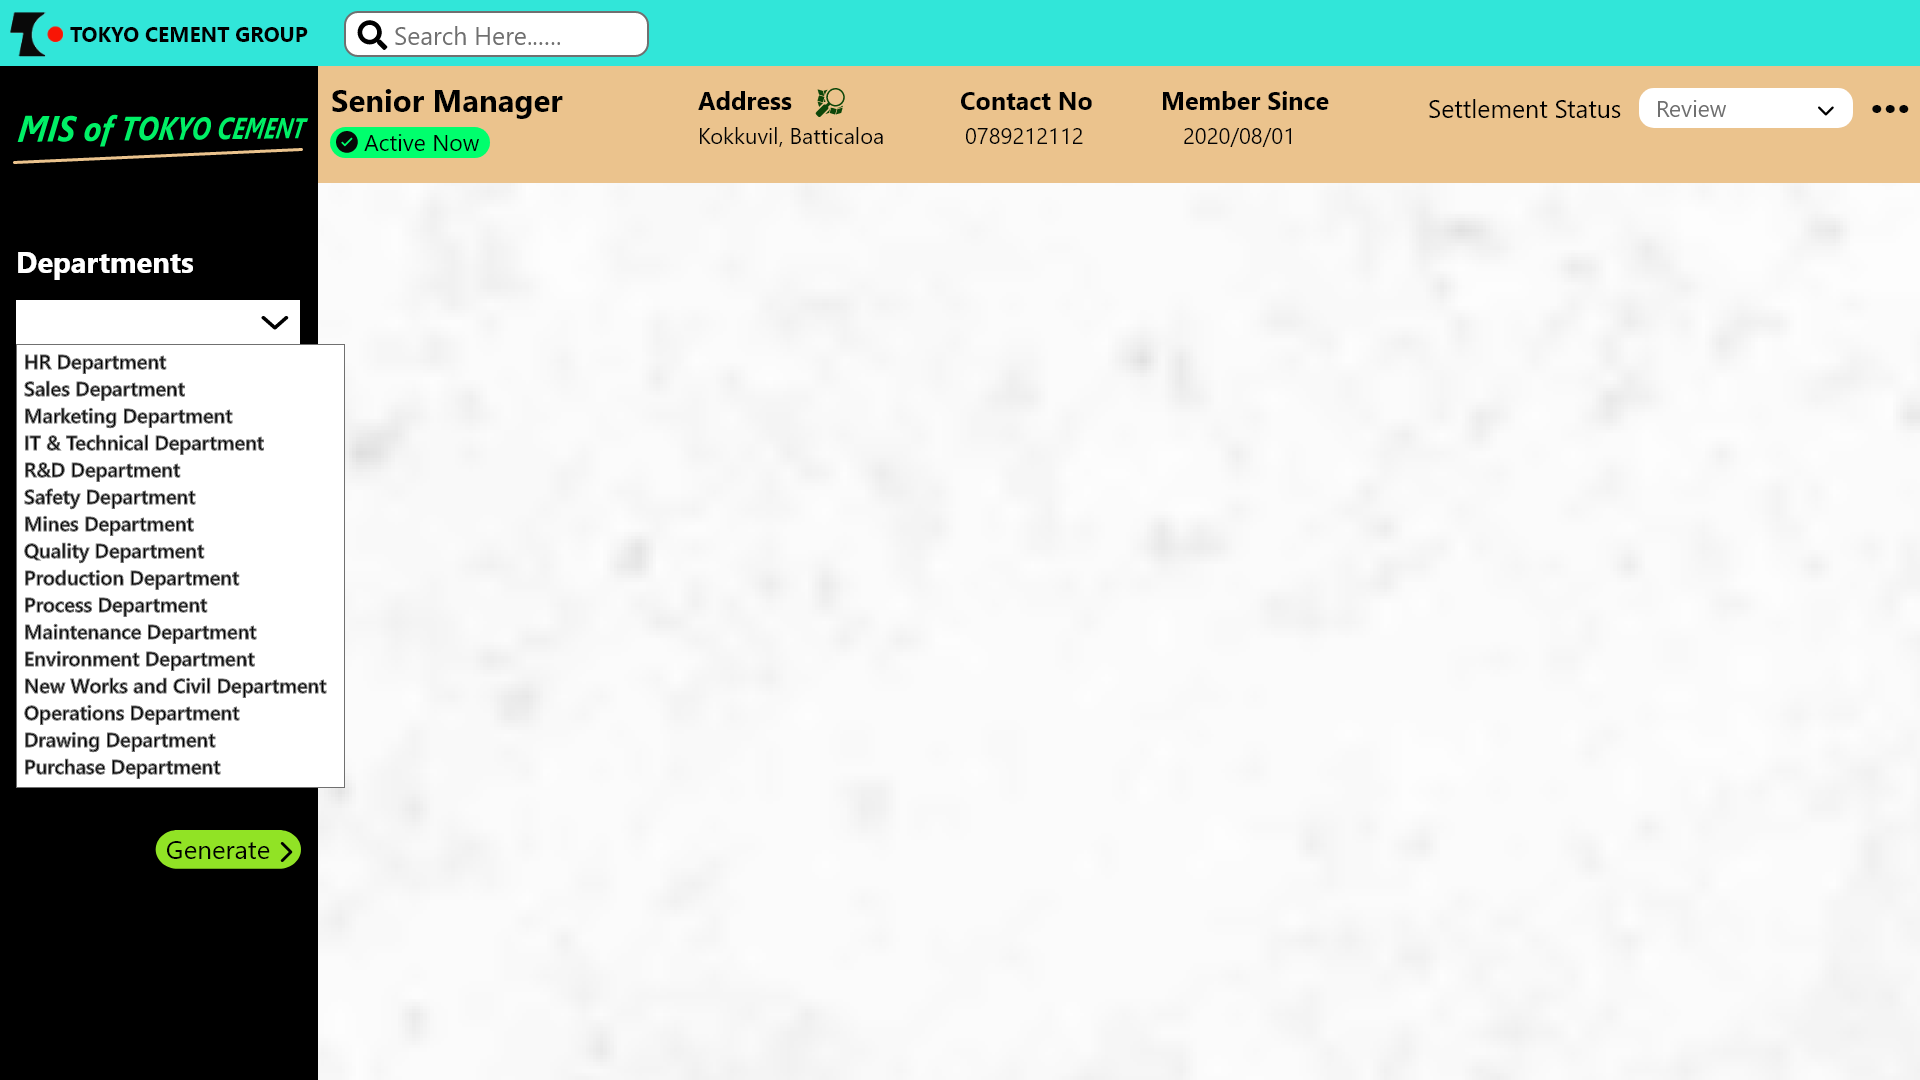 TOKYO CEMENT GROUP
Search Here......
MIS of TOKYO CEMENT
Senior Manager
Active Now
Address
Kokkuvil, Batticaloa
Contact No
0789212112
Member Since
2020/08/01
Settlement Status
Review
Departments
HR Department
Sales Department
Marketing Department
IT & Technical Department
R&D Department
Safety Department
Mines Department
Quality Department
Production Department
Process Department
Maintenance Department
Environment Department
New Works and Civil Department
Operations Department
Drawing Department
Purchase Department
Generate